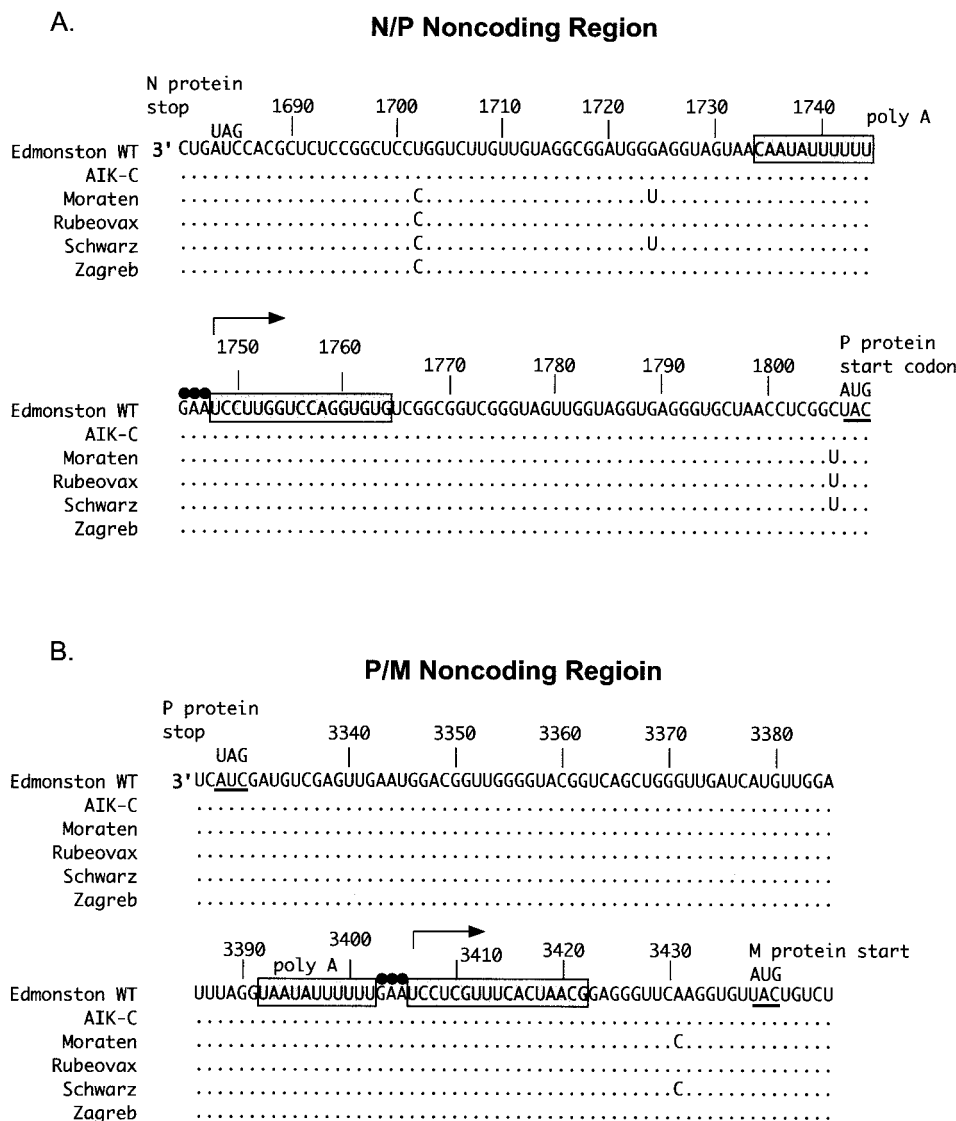 A.
N/P Noncoding Region
N protein
stop
1690 1700 1710 1720 1730 1740
UAG
poly A
Edmonston WT 3' CUGAUCCACGCUCUCCGGCUCCUGGUCUUGUUGUAGGCGGAUGGGAGGUAGUAACAAUAUUUUUU
AIK-C .................................................................
Moraten ......................C.....................U....................
Rubeovax ......................C..........................................
Schwarz ......................C.....................U....................
Zagreb ......................C..........................................
1750 1760 1770 1780 1790 1800
P protein
start codon
AUG
Edmonston WT GAAUCCUUGGUCCAGGUGUGUCGGCGGUCGGGUAGUUGGUAGGUGAGGGUGCUAACCUCGGCUAC
AIK-C .................................................................
Moraten .............................................................U...
Rubeovax .............................................................U...
Schwarz .............................................................U...
Zagreb .................................................................
B.
P/M Noncoding Regioin
P protein
stop
3340 3350 3360 3370 3380
UAG
Edmonston WT 3' UCAUCGAUGUCGAGUUGAAUGGACGGUUGGGGUACGGUCAGCUGGGUUGAUCAUGUUGGA
AIK-C ............................................................
Moraten ............................................................
Rubeovax ............................................................
Schwarz ............................................................
Zagreb ............................................................
3390 3400 3410 3420 3430
poly A
M protein start
AUG
Edmonston WT UUUAGGUAAUAUUUUUUGAAUCCUCGUUUCACUAACGGAGGGUUCAAGGUGUUACUGUCU
AIK-C ............................................................
Moraten .............................................C..............
Rubeovax ............................................................
Schwarz .............................................C..............
Zagreb ............................................................